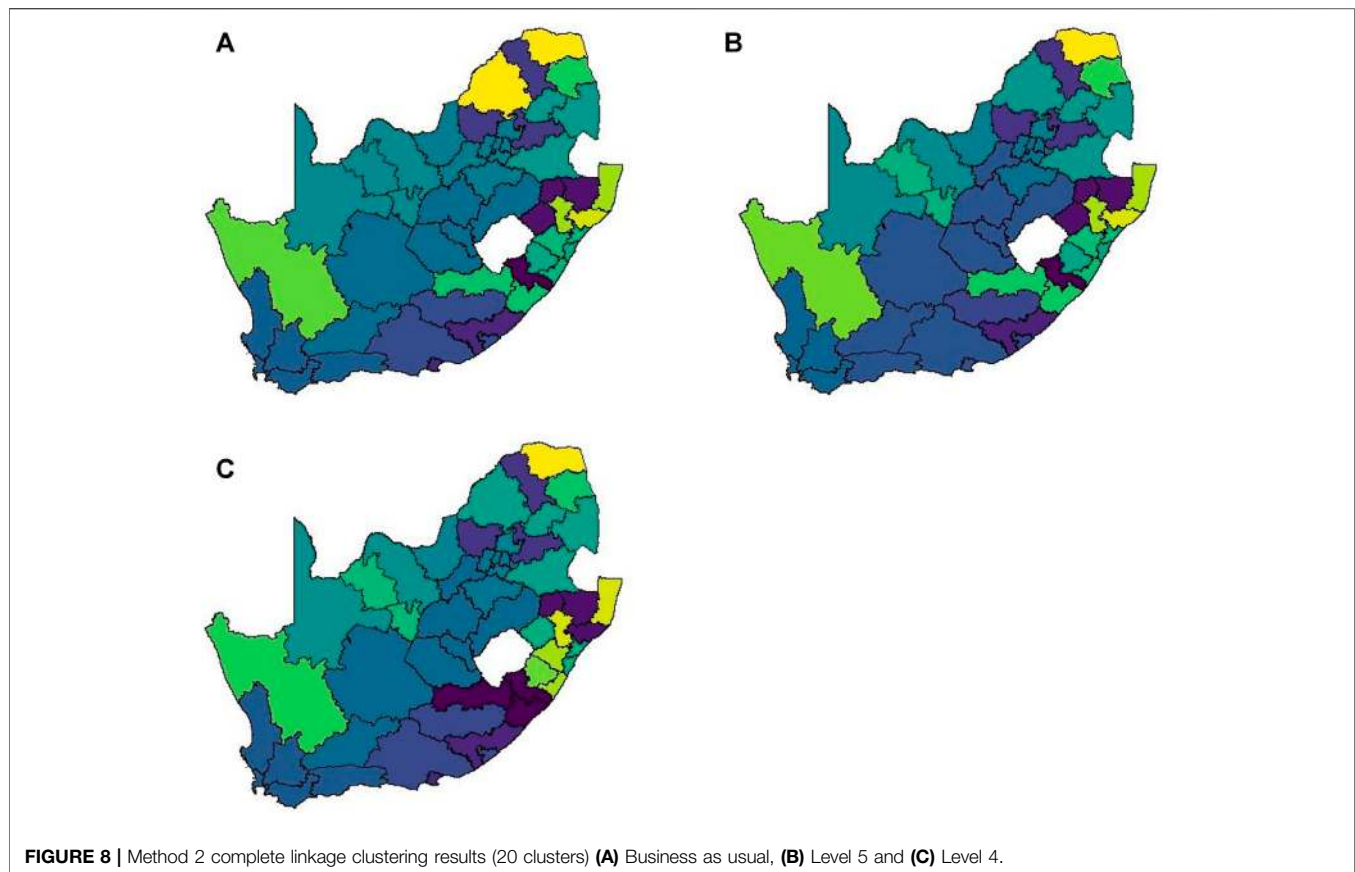 A
B
C
FIGURE 8 | Method 2 complete linkage clustering results (20 clusters) (A) Business as usual, (B) Level 5 and (C) Level 4.